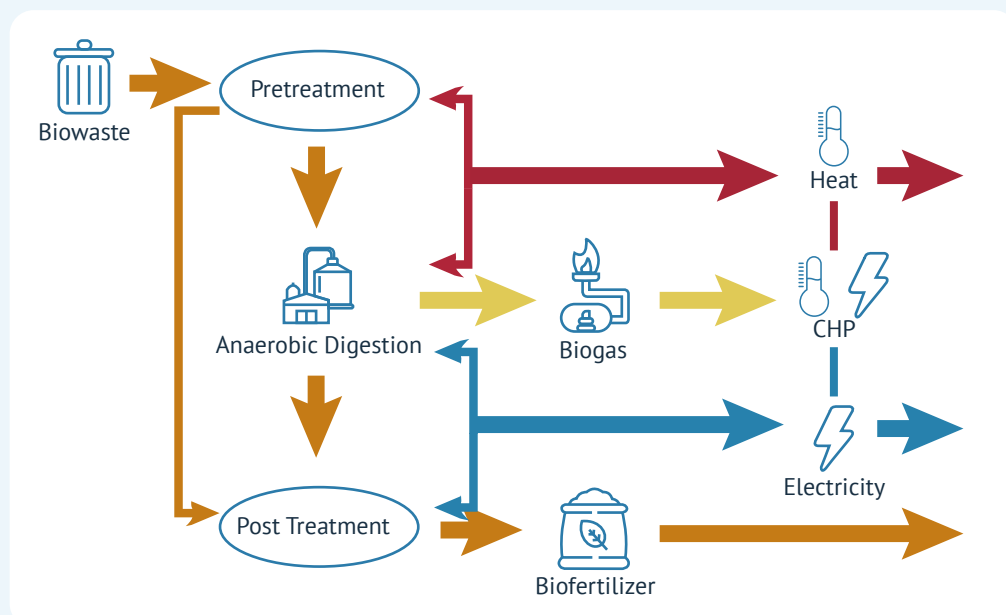 Pretreatment
Biowaste
Heat
Anaerobic Digestion
Biogas
CHP
Electricity
Post Treatment
Biofertilizer